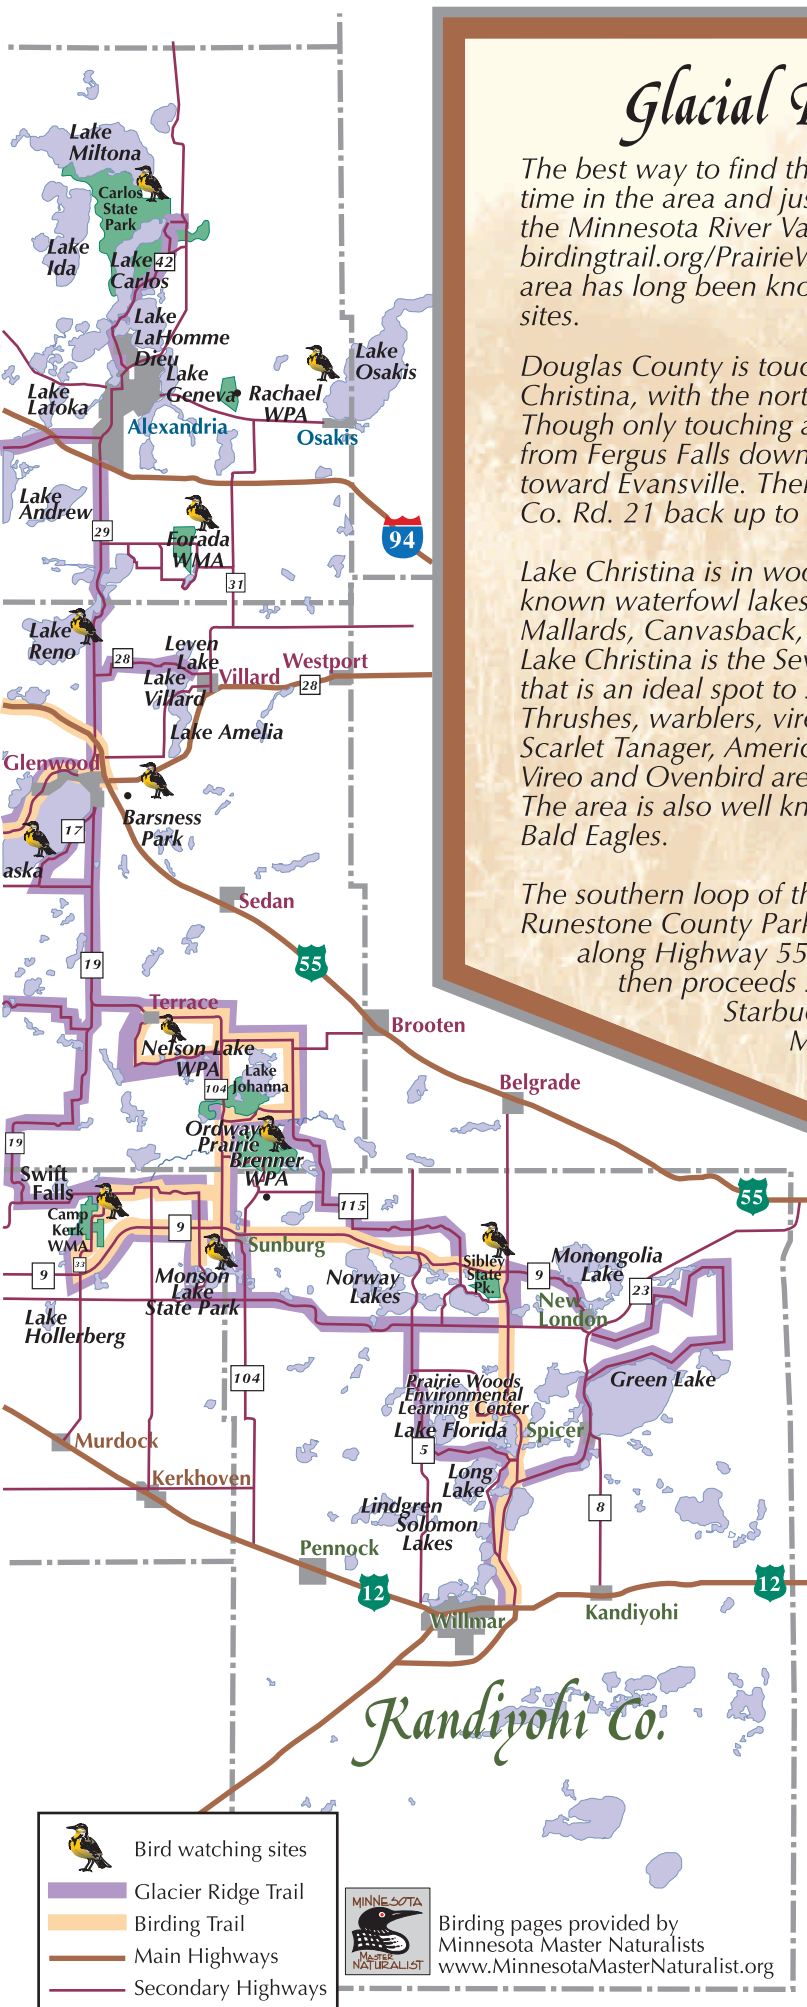 Lake
Miltona
Carlos
State
Park
Lake
Ida
Lake
Carlos
42
Lake
LaHomme
Dieu
Lake
Geneva
Lake
Osakis
Rachael
WPA
Lake
Latoka
Alexandria
Osakis
Lake
Andrew
29
Forada
WMA
94
31
Lake
Reno
28
Leven
Lake
Lake
Villard
Villard
Westport
28
Lake Amelia
Glenwood
Barsness
Park
17
aska
Sedan
55
19
Terrace
Brooten
Nelson Lake
WPA
Lake
Johanna
104
Belgrade
Ordway
Prairie
Brenner
WPA
19
Swift
Falls
Camp
Kerk
WMA
33
9
9
115
55
Sunburg
Monson
Lake
State Park
Norway
Lakes
Sibley
State
Pk.
9
Monongolia
Lake
23
New
London
Lake
Hollerberg
104
Prairie Woods
Environmental
Learning Center
Green Lake
Lake Florida
Spicer
5
Murdock
Long
Lake
Kerkhoven
Lindgren
Solomon
Lakes
8
Pennock
12
12
Willmar
Kandiyohi
Kandiyohi Co.
Glacial
The best way to find th
time in the area and jus
the Minnesota River Va
birdingtrail.org/PrairieV
area has long been kno
sites.
Douglas County is touc
Christina, with the nort
Though only touching a
from Fergus Falls down
toward Evansville. Thel
Co. Rd. 21 back up to
Lake Christina is in woo
known waterfowl lakes
Mallards, Canvasback,
Lake Christina is the Sev
that is an ideal spot to
Thrushes, warblers, vire
Scarlet Tanager, Americ
Vireo and Ovenbird are
The area is also well kn
Bald Eagles.
The southern loop of th
Runestone County Park
along Highway 55
then proceeds
Starbuc
M
Bird watching sites
Glacier Ridge Trail
Birding Trail
Main Highways
Secondary Highways
MINNESOTA
MASTER
NATURALIST
Birding pages provided by
Minnesota Master Naturalists
www.MinnesotaMasterNaturalist.org